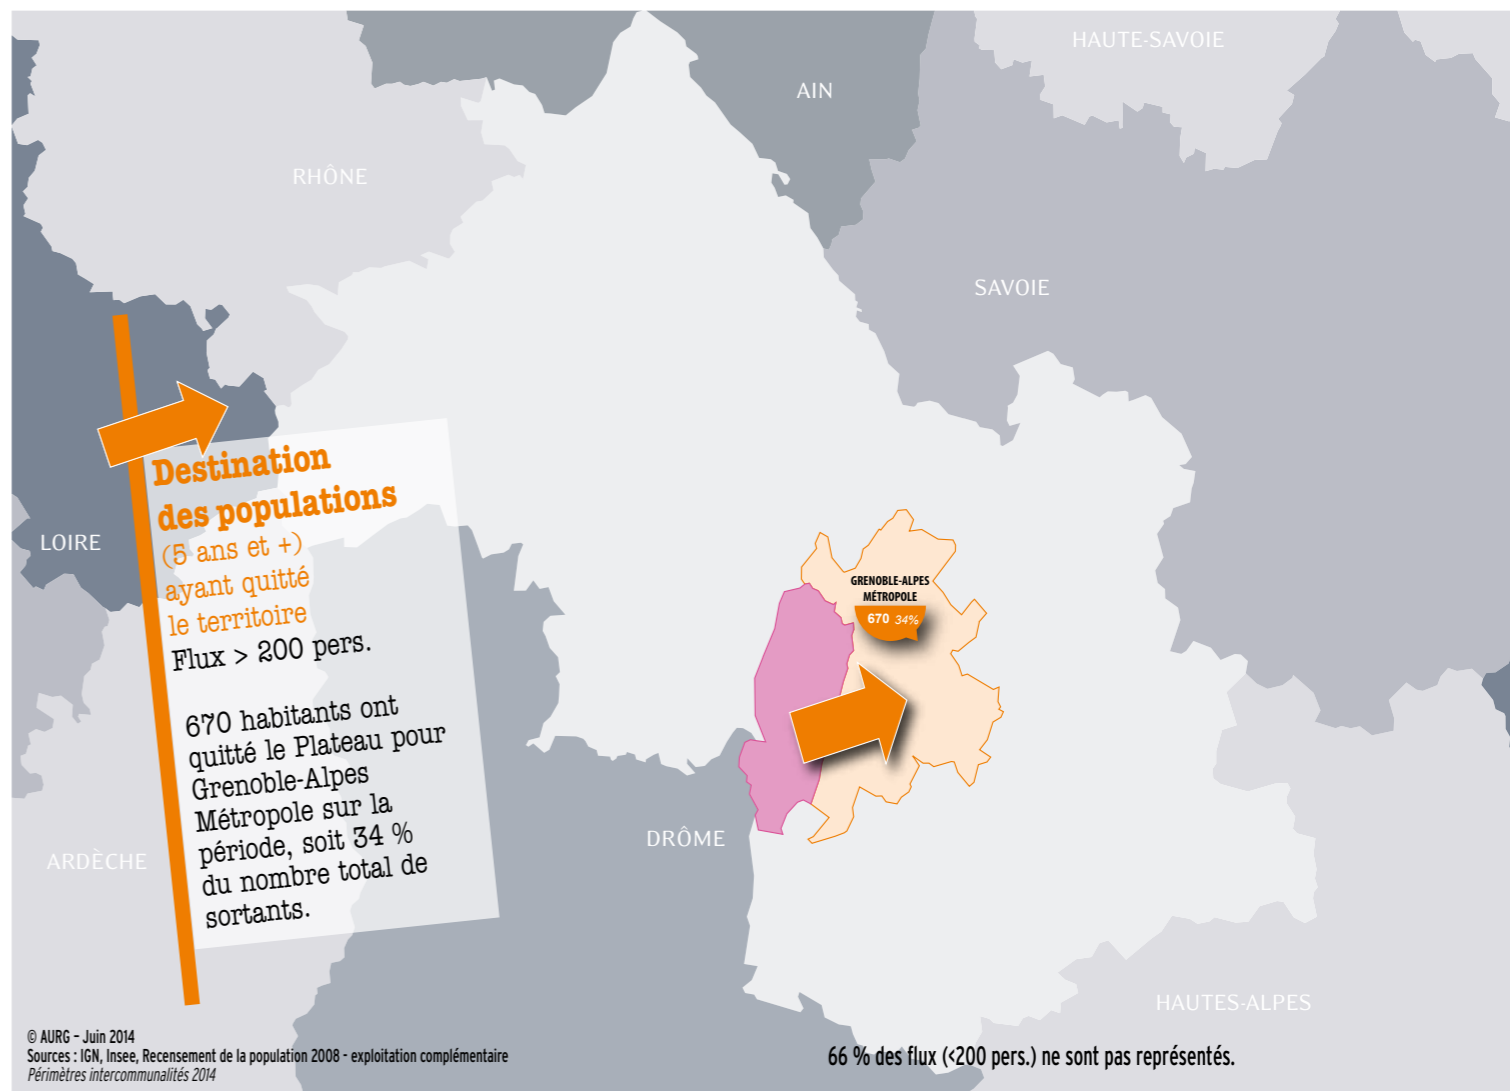 HAUTE-SAVOIE
AIN
RHÔNE
SAVOIE
Destination
des populations
(5 ans et +)
ayant quitté
le territoire
Flux > 200 pers.
670 habitants ont
quitté le Plateau pour
Grenoble-Alpes
Métropole sur la
période, soit 34 %
du nombre total de
sortants.
LOIRE
GRENOBLE-ALPES
MÉTROPOLE
670 34%
DRÔME
ARDÈCHE
HAUTES-ALPES
© AURG – Juin 2014
Sources : IGN, Insee, Recensement de la population 2008 - exploitation complémentaire
Périmètres intercommunalités 2014
66 % des flux (<200 pers.) ne sont pas représentés.